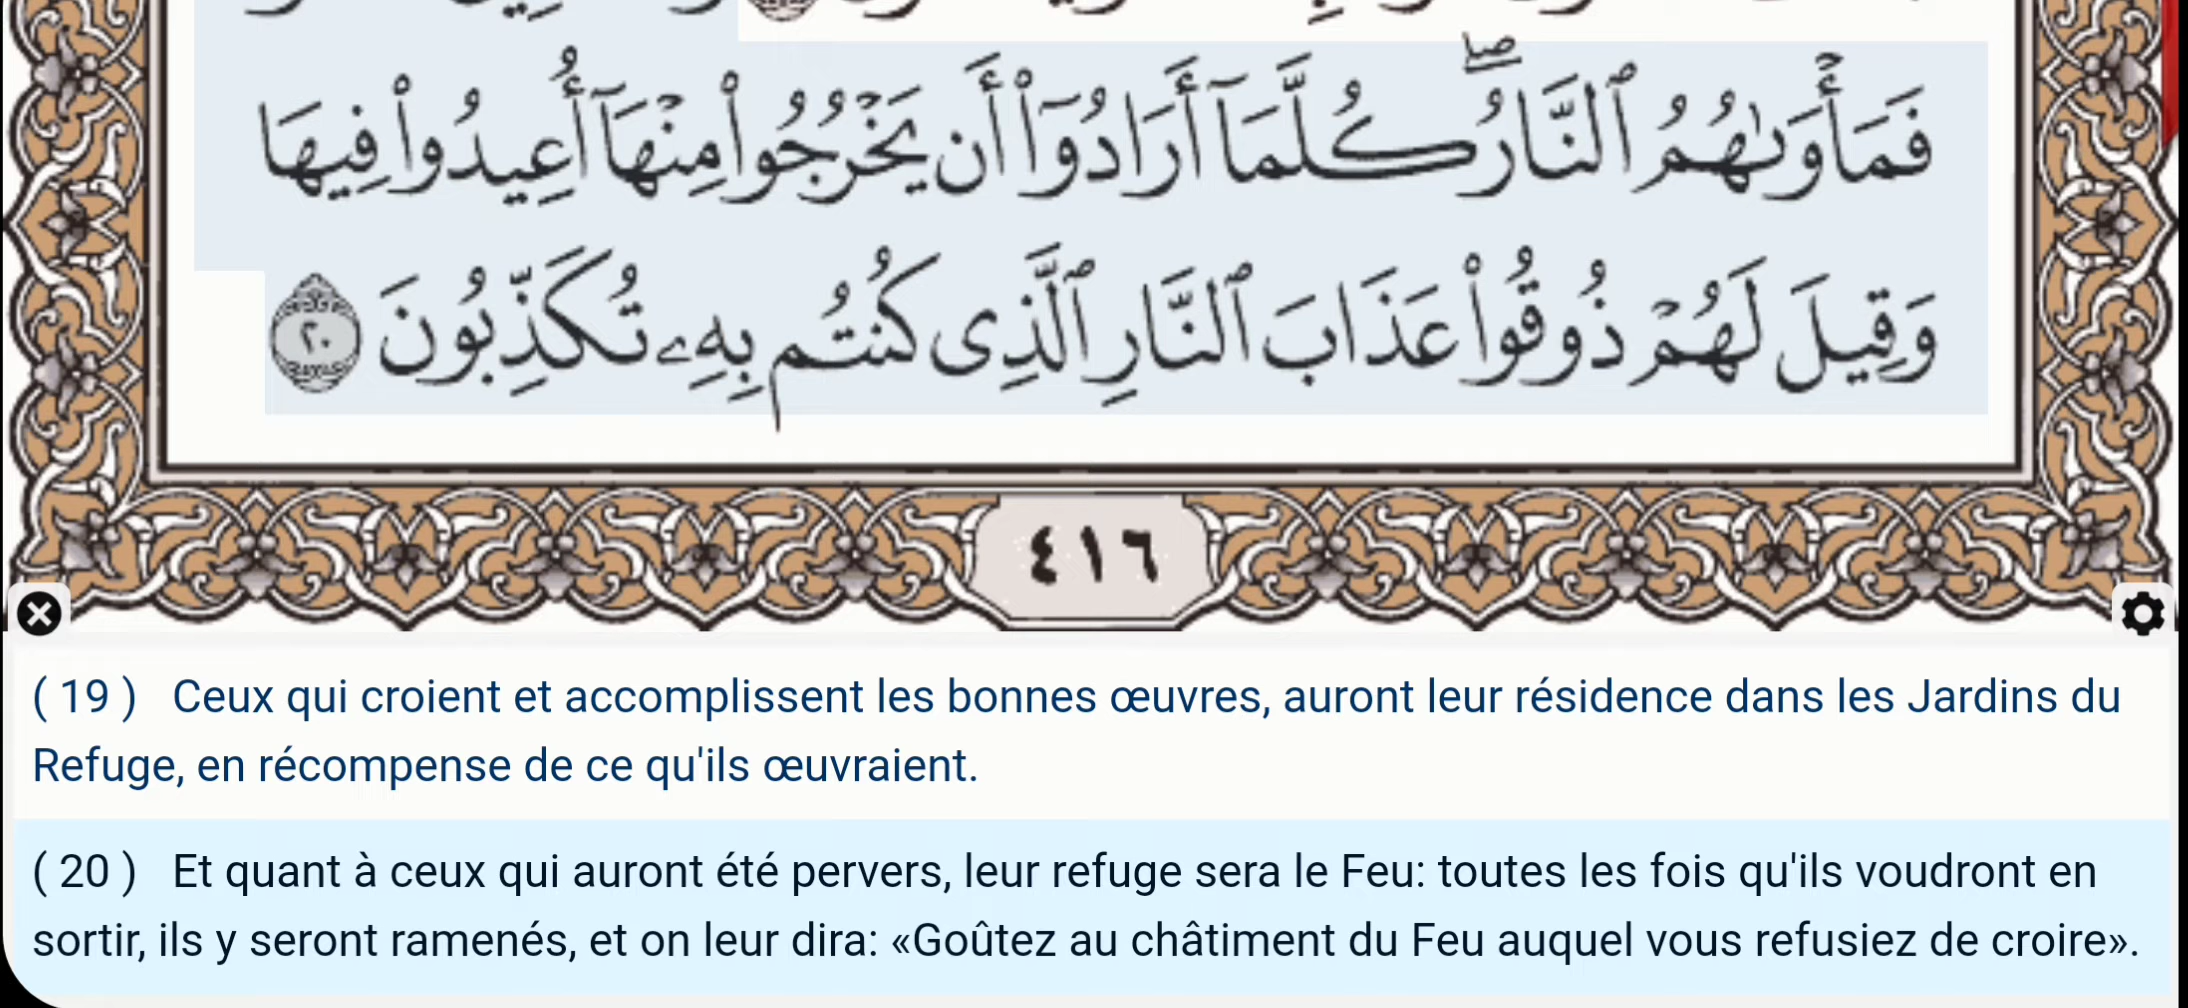 فَمَأْوَىٰهُمُ ٱلنَّارُ ۖ كُلَّمَآ أَرَادُوٓا۟ أَن يَخْرُجُوا۟ مِنْهَآ أُعِيدُوا۟ فِيهَا
وَقِيلَ لَهُمْ ذُوقُوا۟ عَذَابَ ٱلنَّارِ ٱلَّذِى كُنتُم بِهِۦ تُكَذِّبُونَ ٢٠
٤١٦
( 19 ) Ceux qui croient et accomplissent les bonnes œuvres, auront leur résidence dans les Jardins du
Refuge, en récompense de ce qu'ils œuvraient.
( 20 ) Et quant à ceux qui auront été pervers, leur refuge sera le Feu: toutes les fois qu'ils voudront en
sortir, ils y seront ramenés, et on leur dira: «Goûtez au châtiment du Feu auquel vous refusiez de croire».